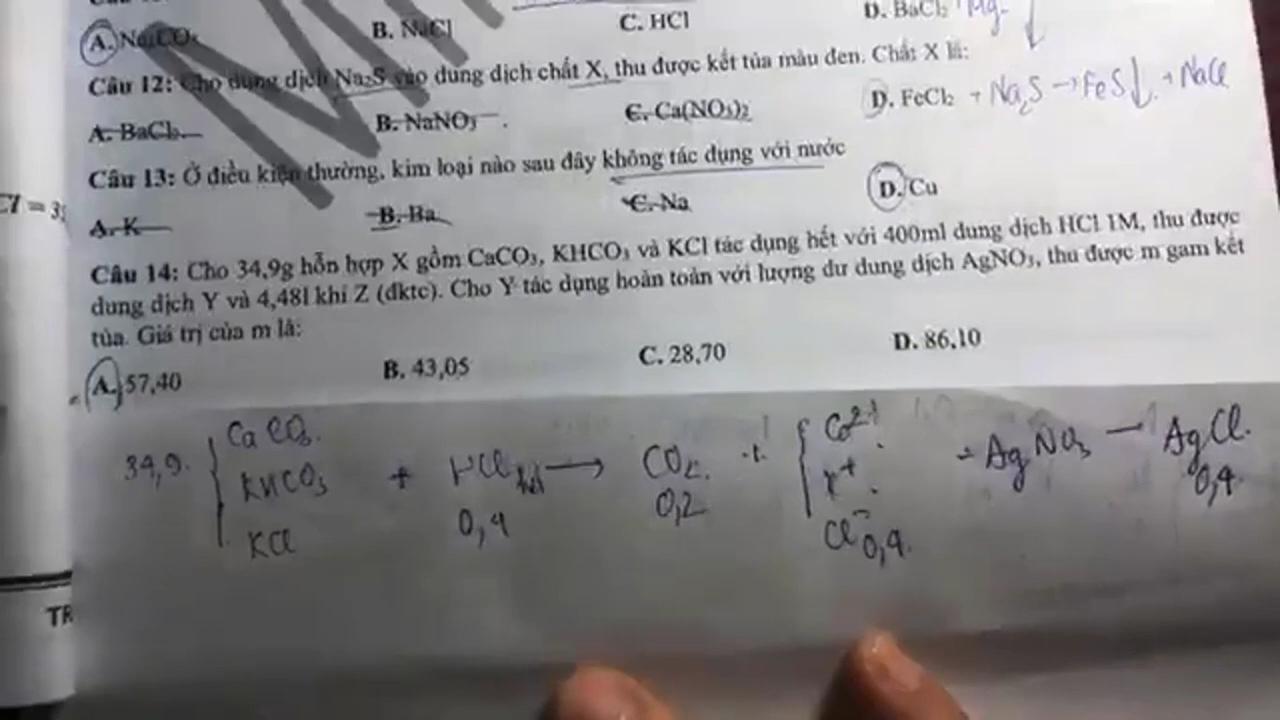 A. Na₂CO₃ B. NaCl C. HCl D. BaCl₂ Mg
Câu 12: Cho dung dịch Na₂S vào dung dịch chất X, thu được kết tủa màu đen. Chất X là:
A. BaCl₂ B. NaNO₃ C. Ca(NO₃)₂ D. FeCl₂ + Na₂S → FeS↓ + NaCl
Câu 13: Ở điều kiện thường, kim loại nào sau đây không tác dụng với nước
A. K B. Ba C. Na D. Cu
Câu 14: Cho 34,9g hỗn hợp X gồm CaCO₃, KHCO₃ và KCl tác dụng hết với 400ml dung dịch HCl 1M, thu được
dung dịch Y và 4,48l khí Z (đktc). Cho Y tác dụng hoàn toàn với lượng dư dung dịch AgNO₃, thu được m gam kết
tủa. Giá trị của m là:
A. 57,40 B. 43,05 C. 28,70 D. 86,10
34,9. { CaCO₃
KHCO₃ + HCl → CO₂ + { Ca²⁺ K⁺ + AgNO₃ → AgCl
KCl 0,4 0,2 Cl⁻ 0,4 0,4
TR